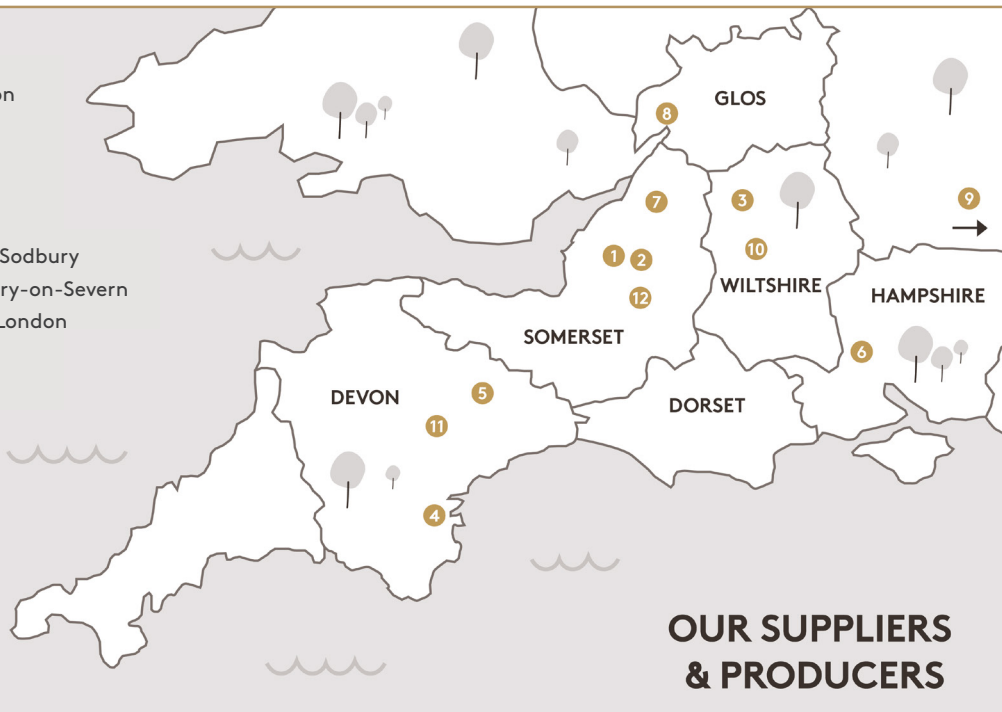 on
Sodbury
ry-on-Severn
London
GLOS
8
7
3
9
1
2
10
12
WILTSHIRE
HAMPSHIRE
SOMERSET
6
DEVON
5
DORSET
11
4
OUR SUPPLIERS
& PRODUCERS